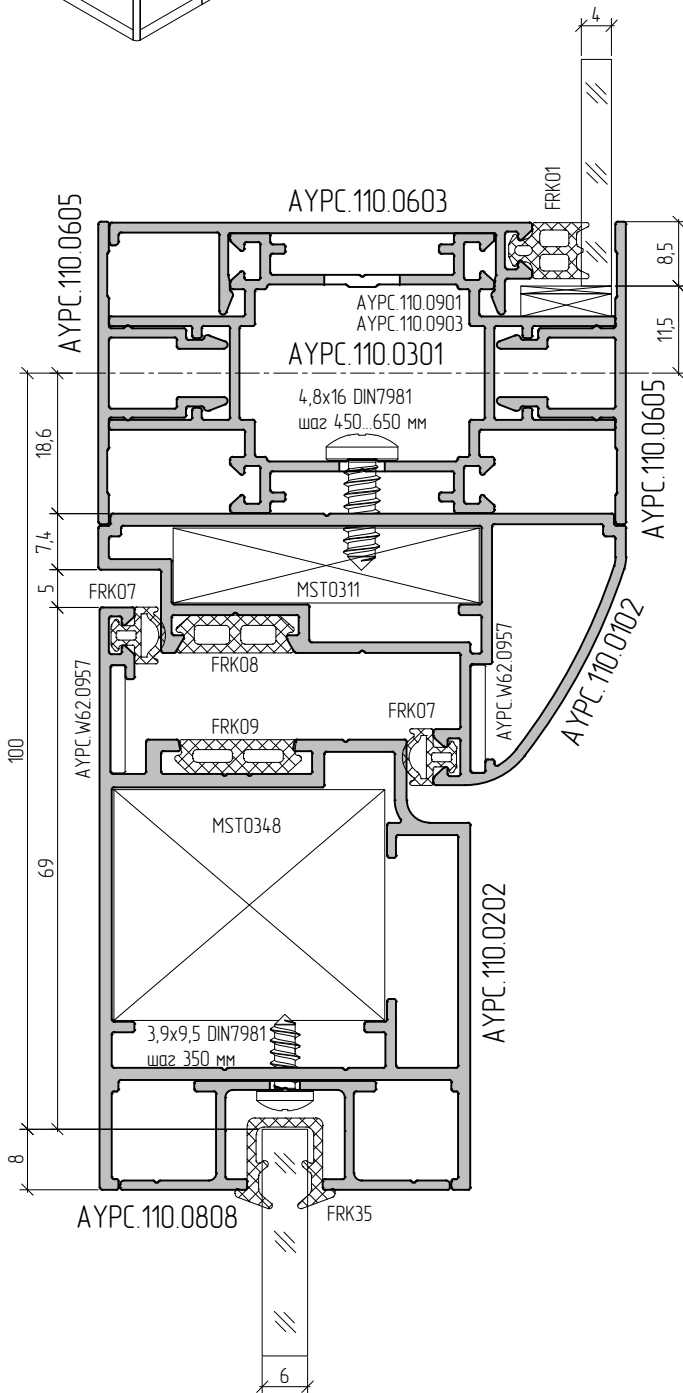 4
FRK01
AYPC.110.0603
AYPC.110.0605
8,5
11,5
AYPC.110.0901
AYPC.110.0903
AYPC.110.0301
4,8x16 DIN7981
шаг 450...650 мм
AYPC.110.0605
18,6
7,4
5
MST0311
FRK07
FRK08
AYPC.W62.0957
AYPC.W62.0957
AYPC.110.0102
FRK09
FRK07
100
69
MST0348
AYPC.110.0202
3,9x9,5 DIN7981
шаг 350 мм
8
AYPC.110.0808
FRK35
6